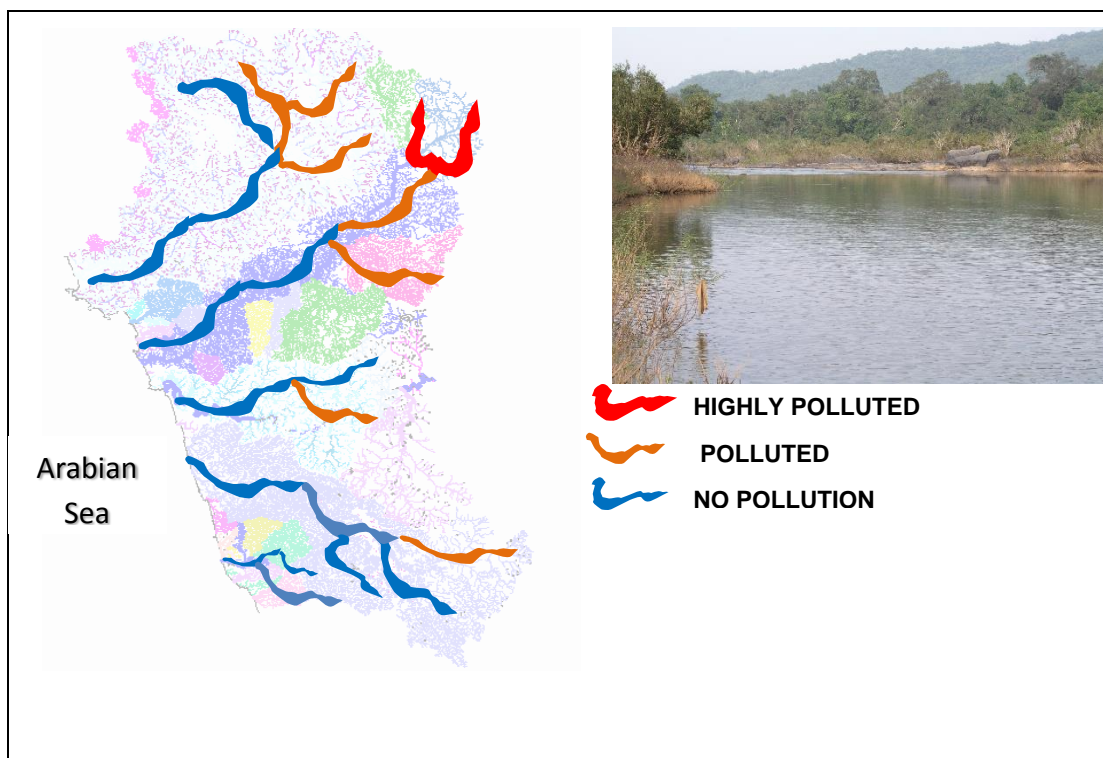 Arabian
Sea
HIGHLY POLLUTED
POLLUTED
NO POLLUTION